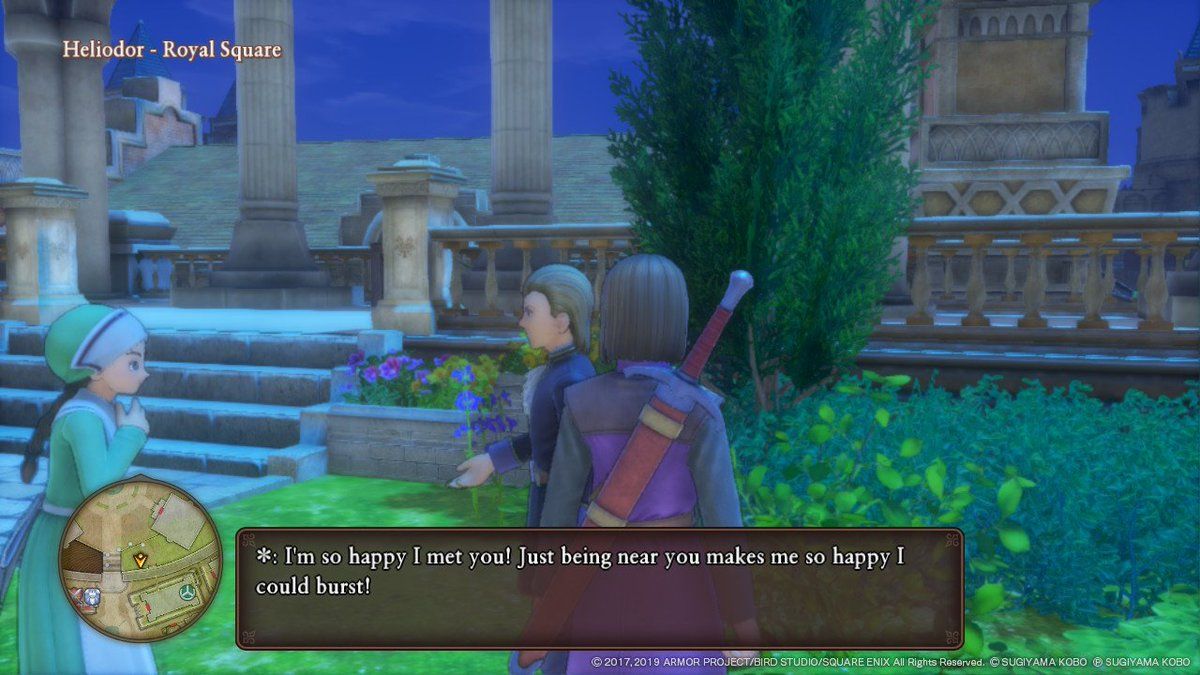 Heliodor - Royal Square
*: I'm so happy I met you! Just being near you makes me so happy I
could burst!
© 2017, 2019 ARMOR PROJECT/BIRD STUDIO/SQUARE ENIX All Rights Reserved. © SUGIYAMA KOBO ℗ SUGIYAMA KOBO